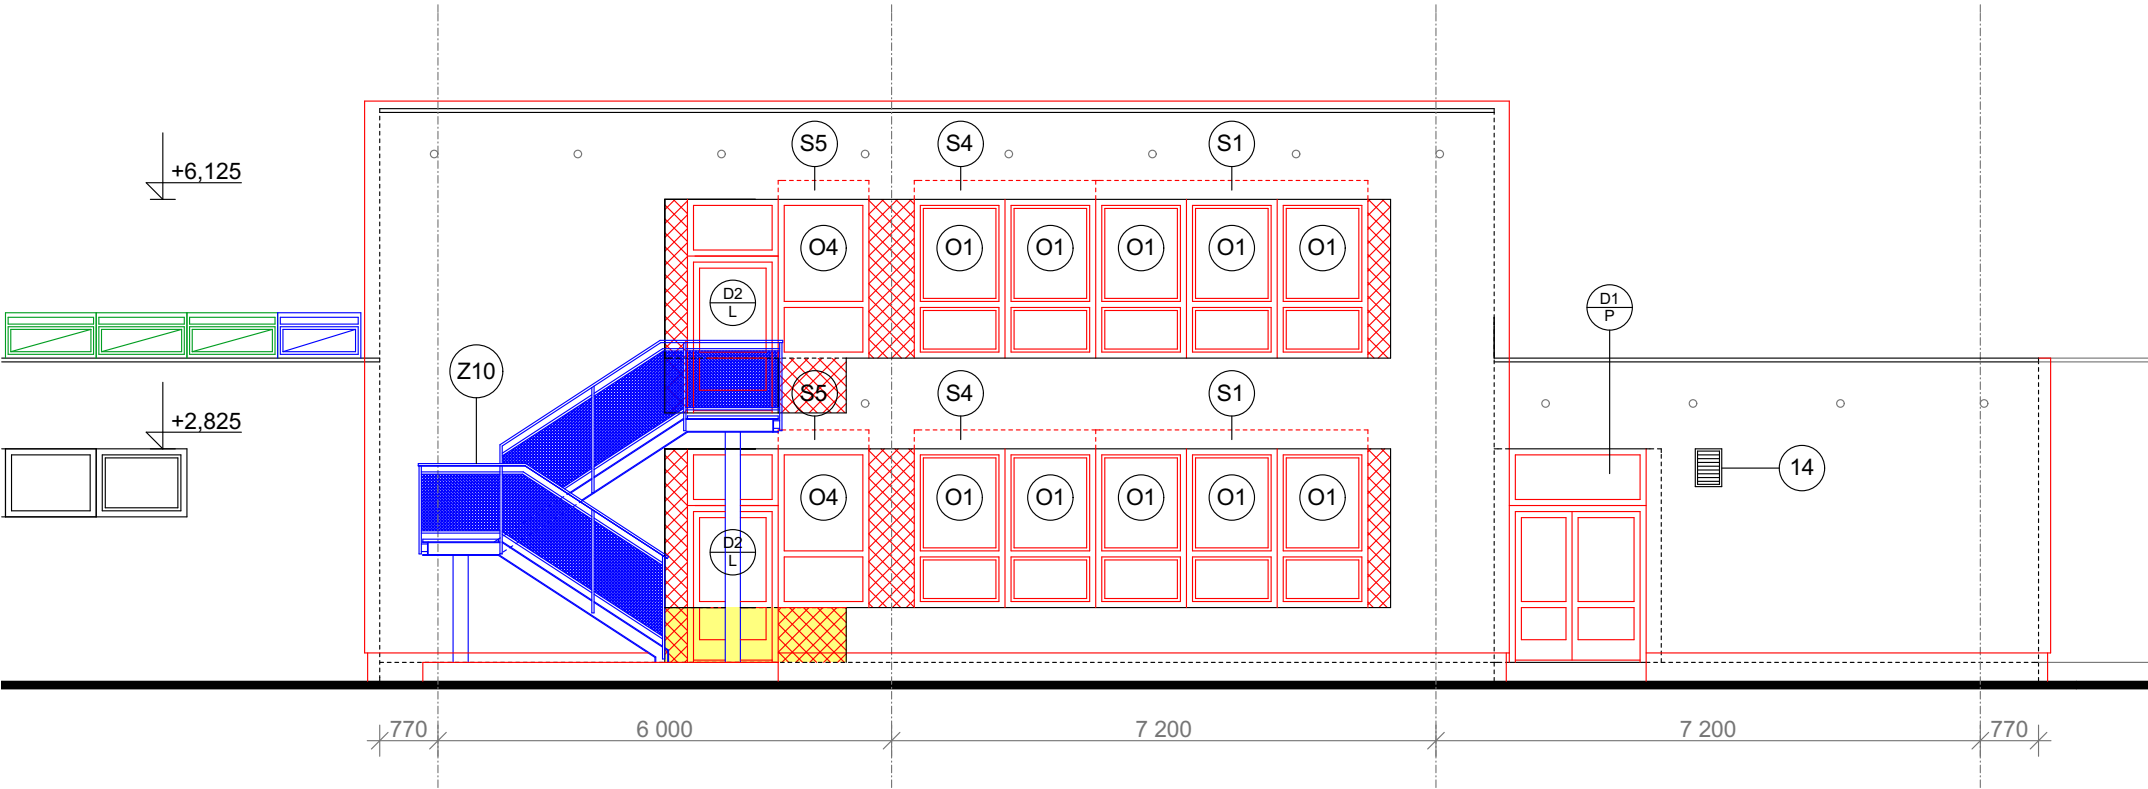 S5 S4 S1
+6,125
O4 O1 O1 O1 O1 O1
D2
L
D1
P
Z10
S5 S4 S1
+2,825
14
O4 O1 O1 O1 O1 O1
D2
L
770 6 000 7 200 7 200 770